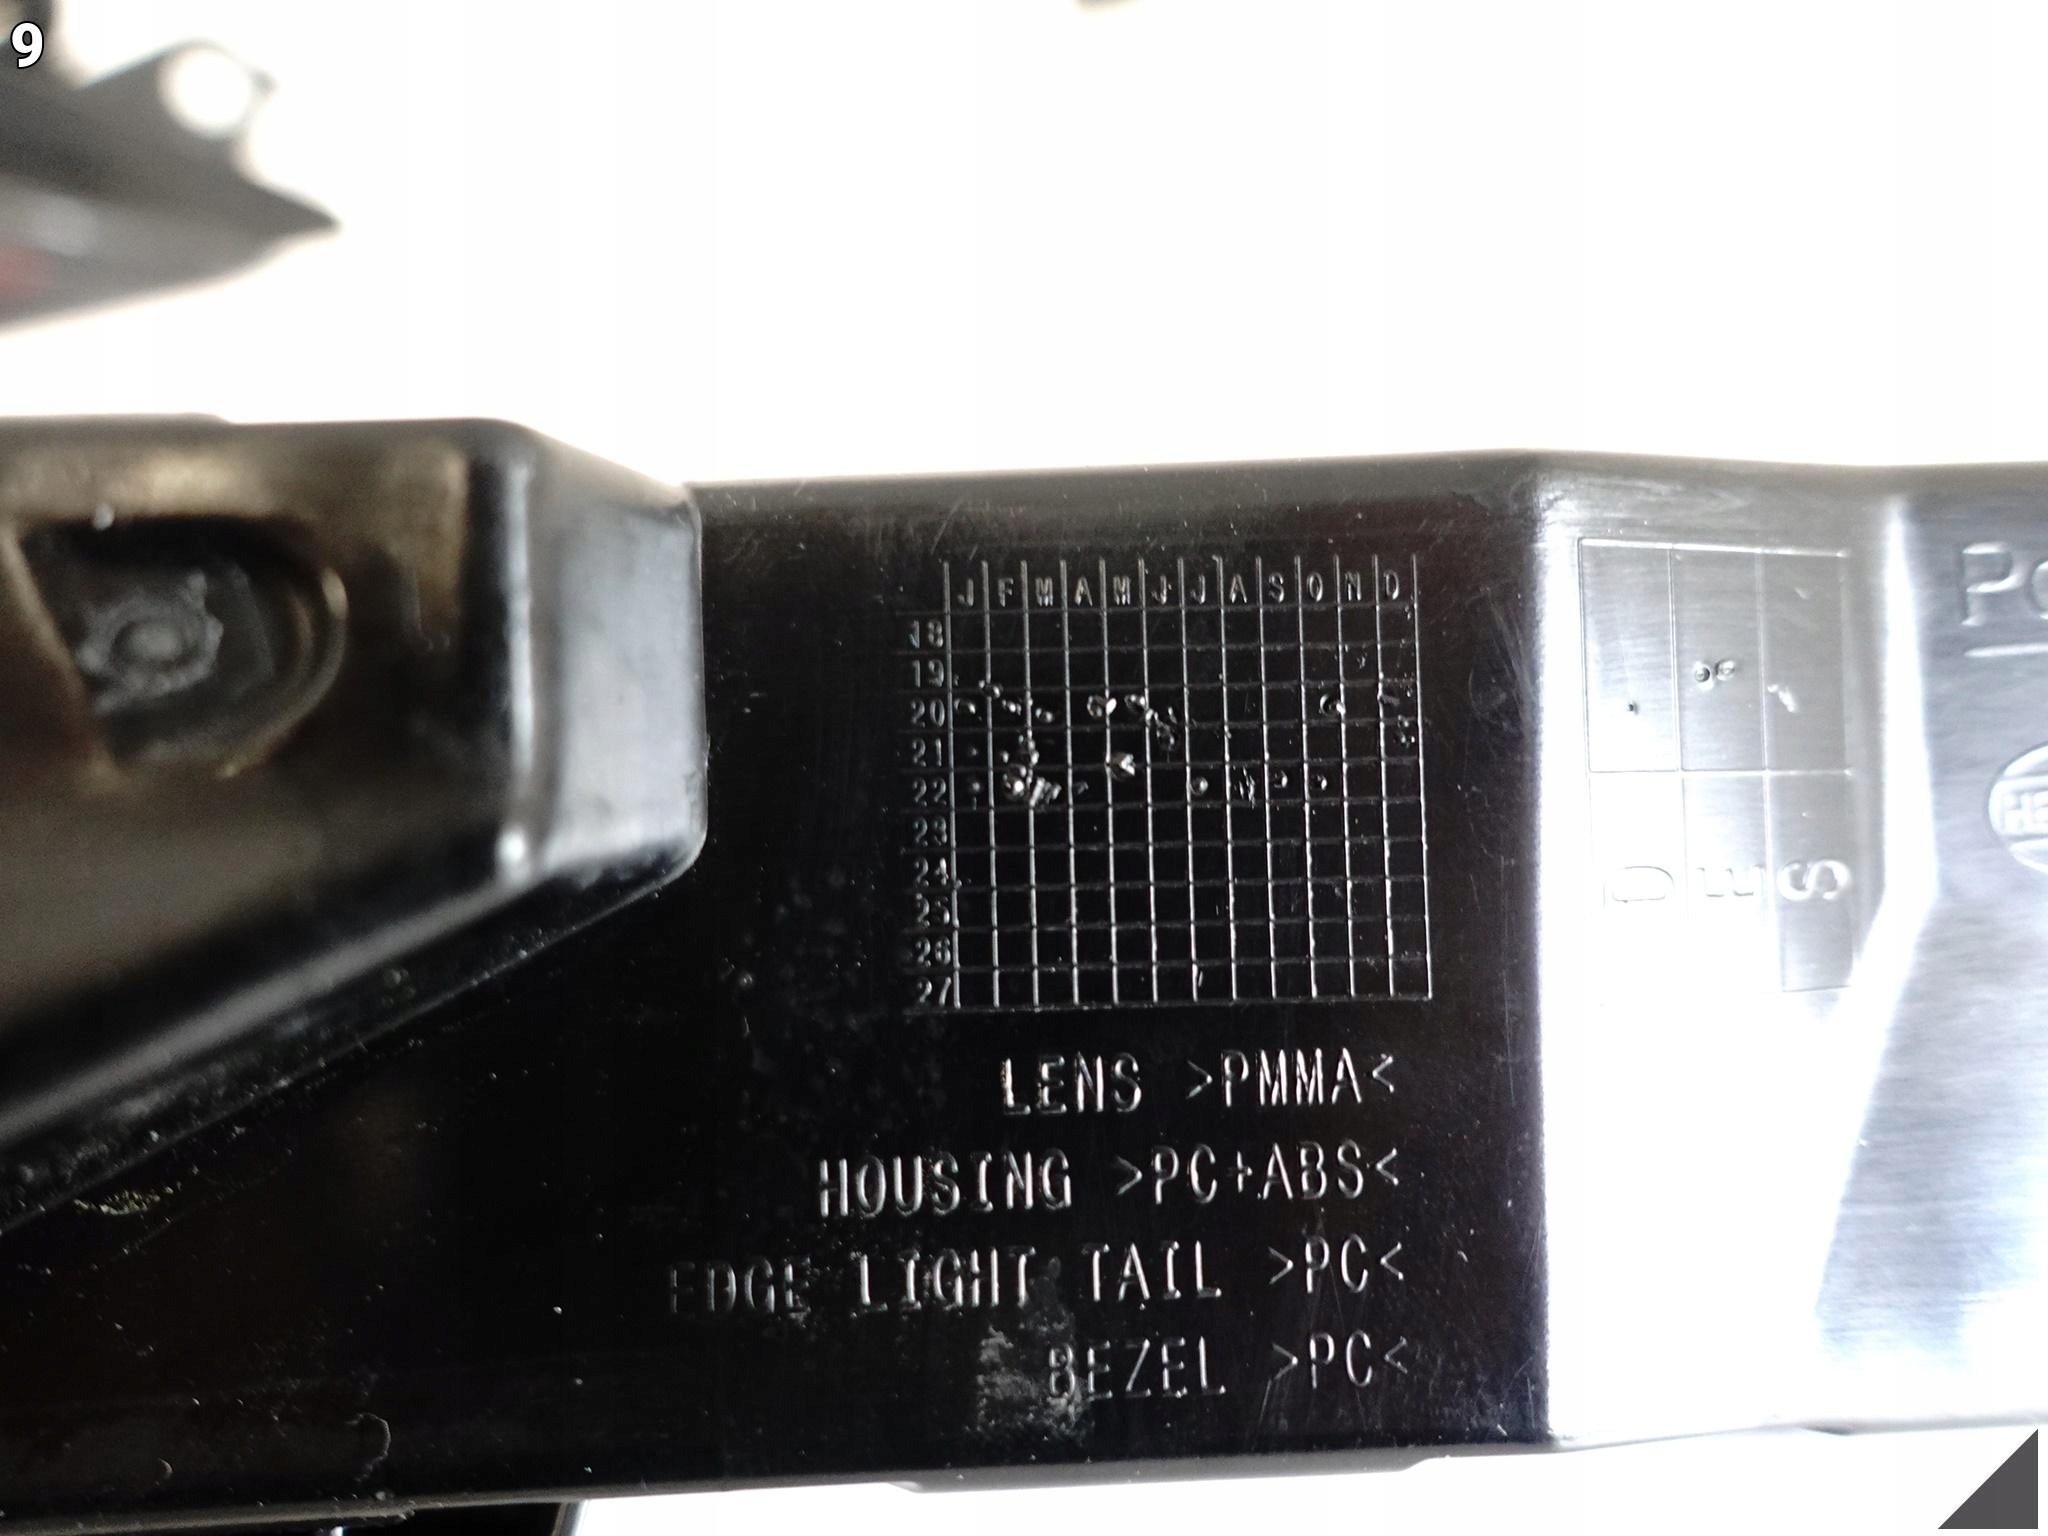 9
J F M A M J J A S O N D
18
19
20
21
22
23
24
25
26
27
D E S
LENS >PMMA<
HOUSING >PC+ABS<
EDGE LIGHT TAIL >PC<
BEZEL >PC<